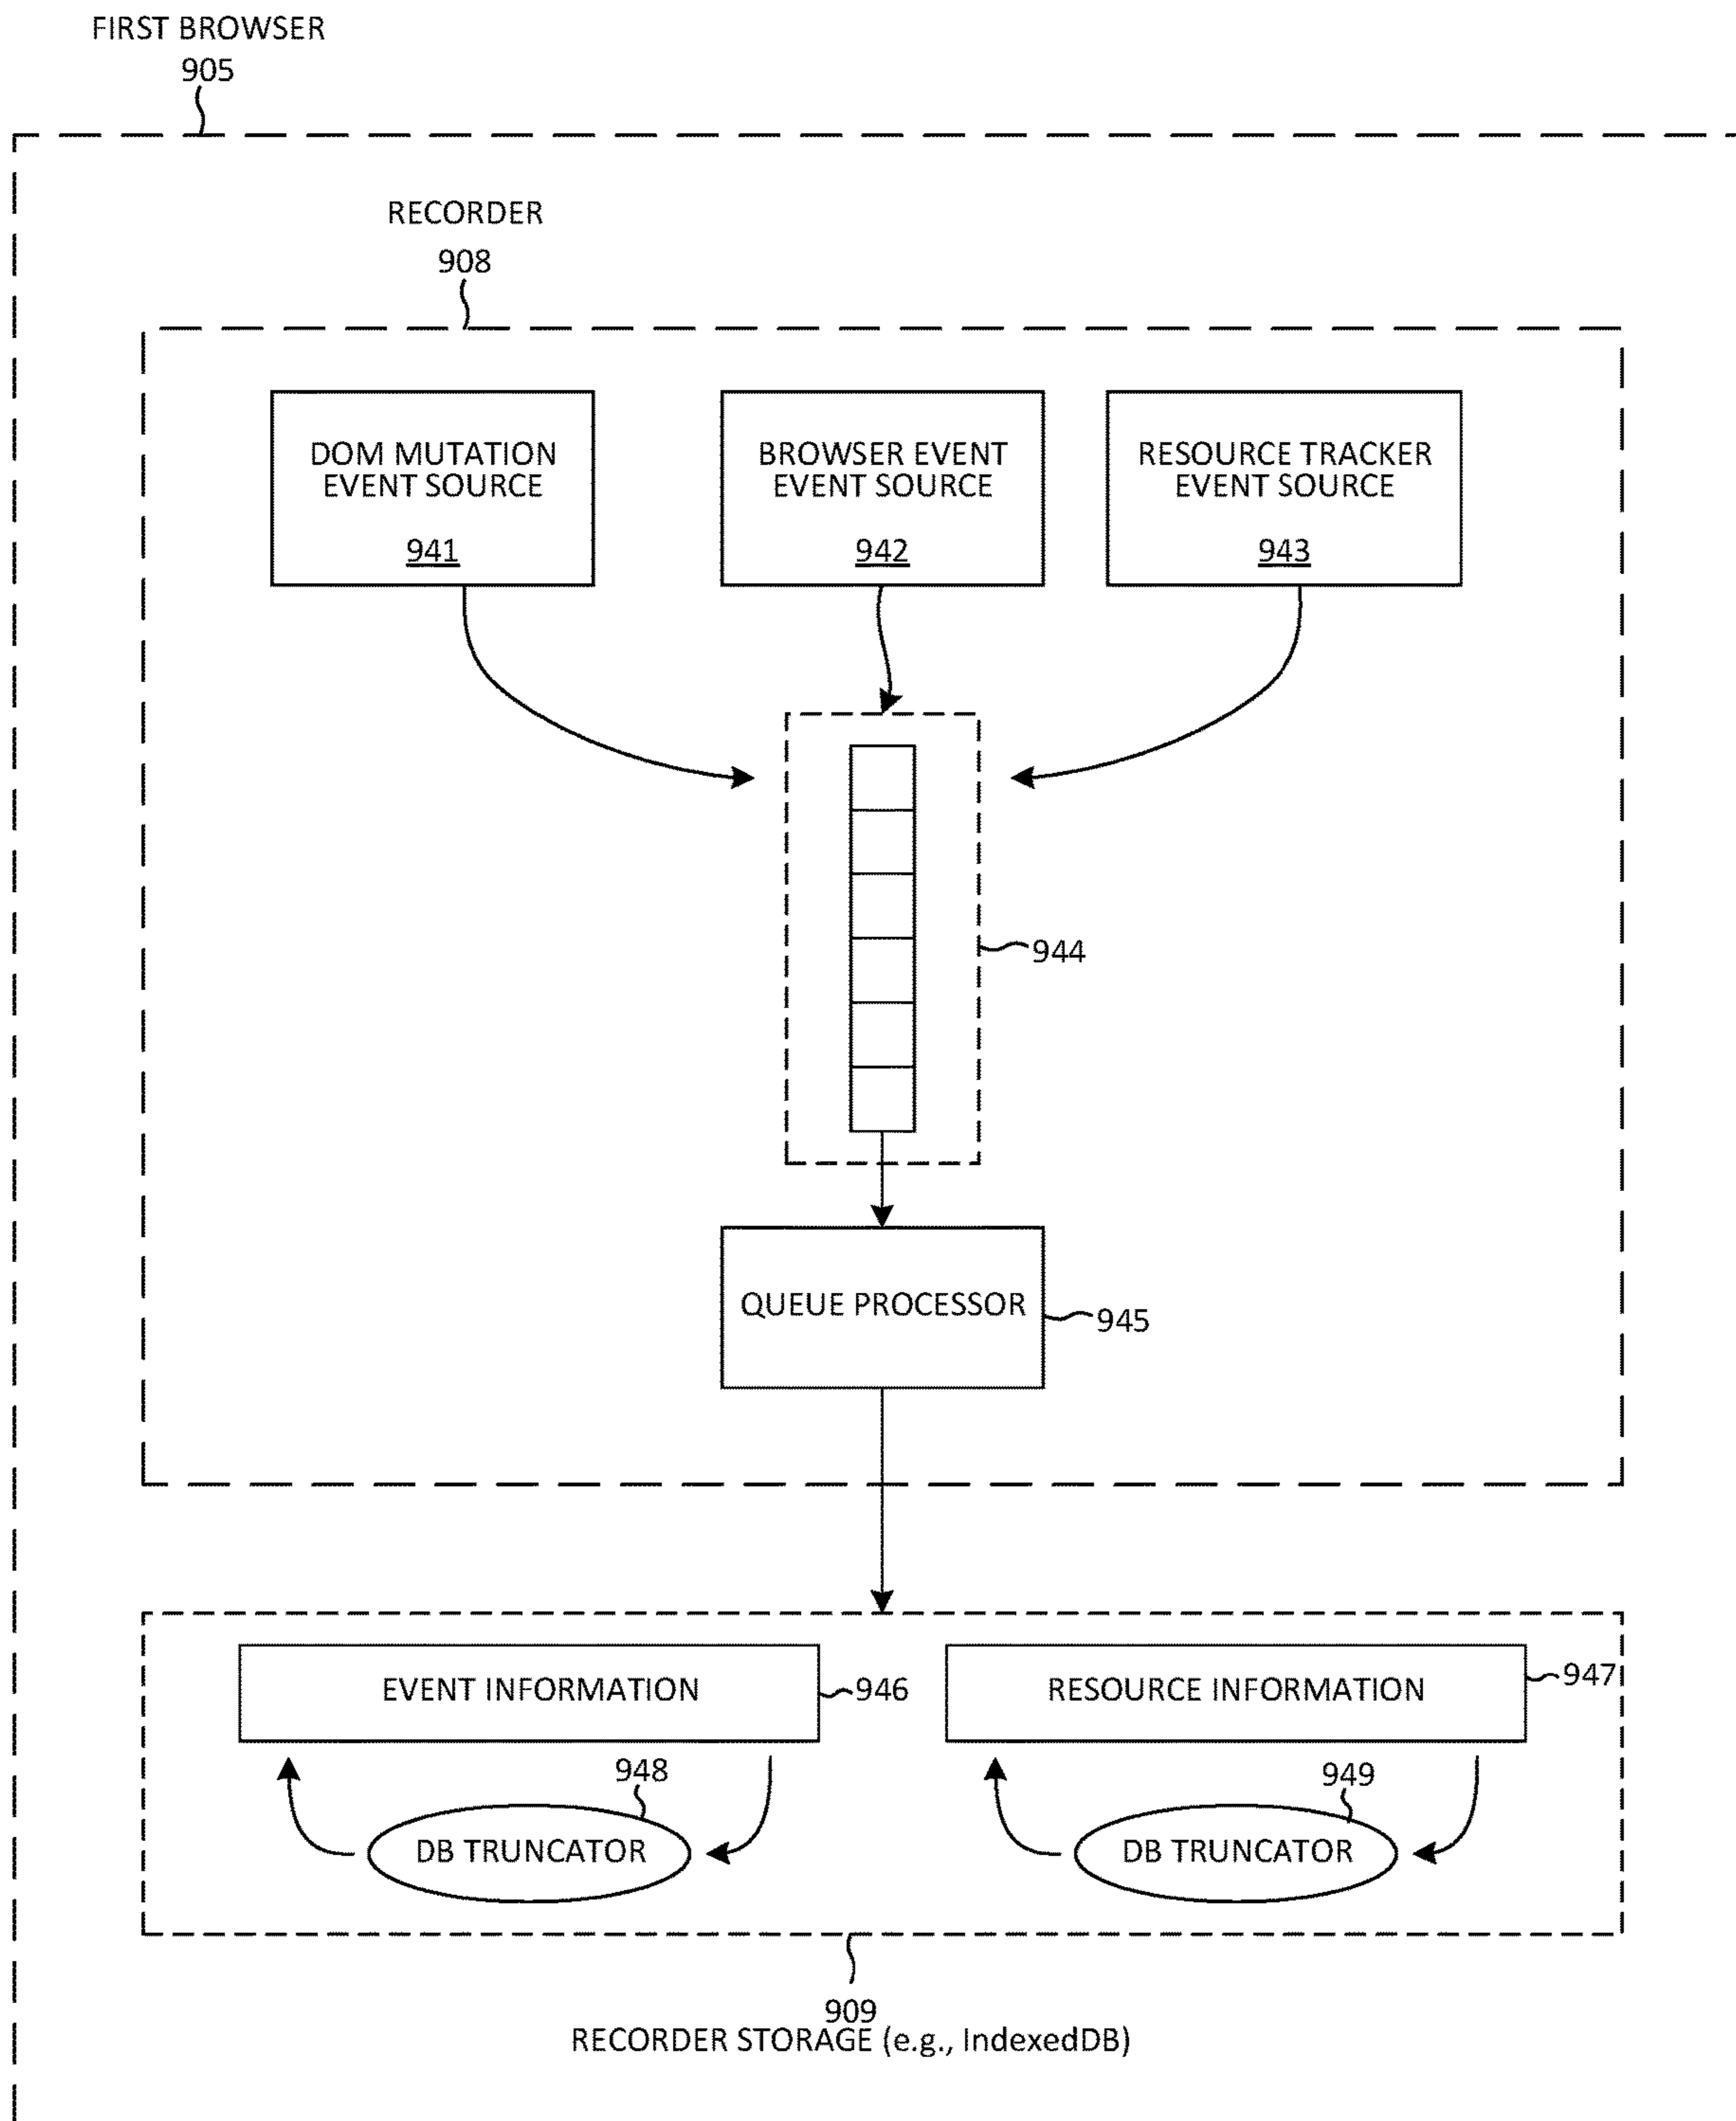 FIRST BROWSER
905
RECORDER
908
DOM MUTATION
EVENT SOURCE
941
BROWSER EVENT
EVENT SOURCE
942
RESOURCE TRACKER
EVENT SOURCE
943
944
QUEUE PROCESSOR
945
EVENT INFORMATION
946
RESOURCE INFORMATION
947
948
DB TRUNCATOR
949
DB TRUNCATOR
909
RECORDER STORAGE (e.g., IndexedDB)